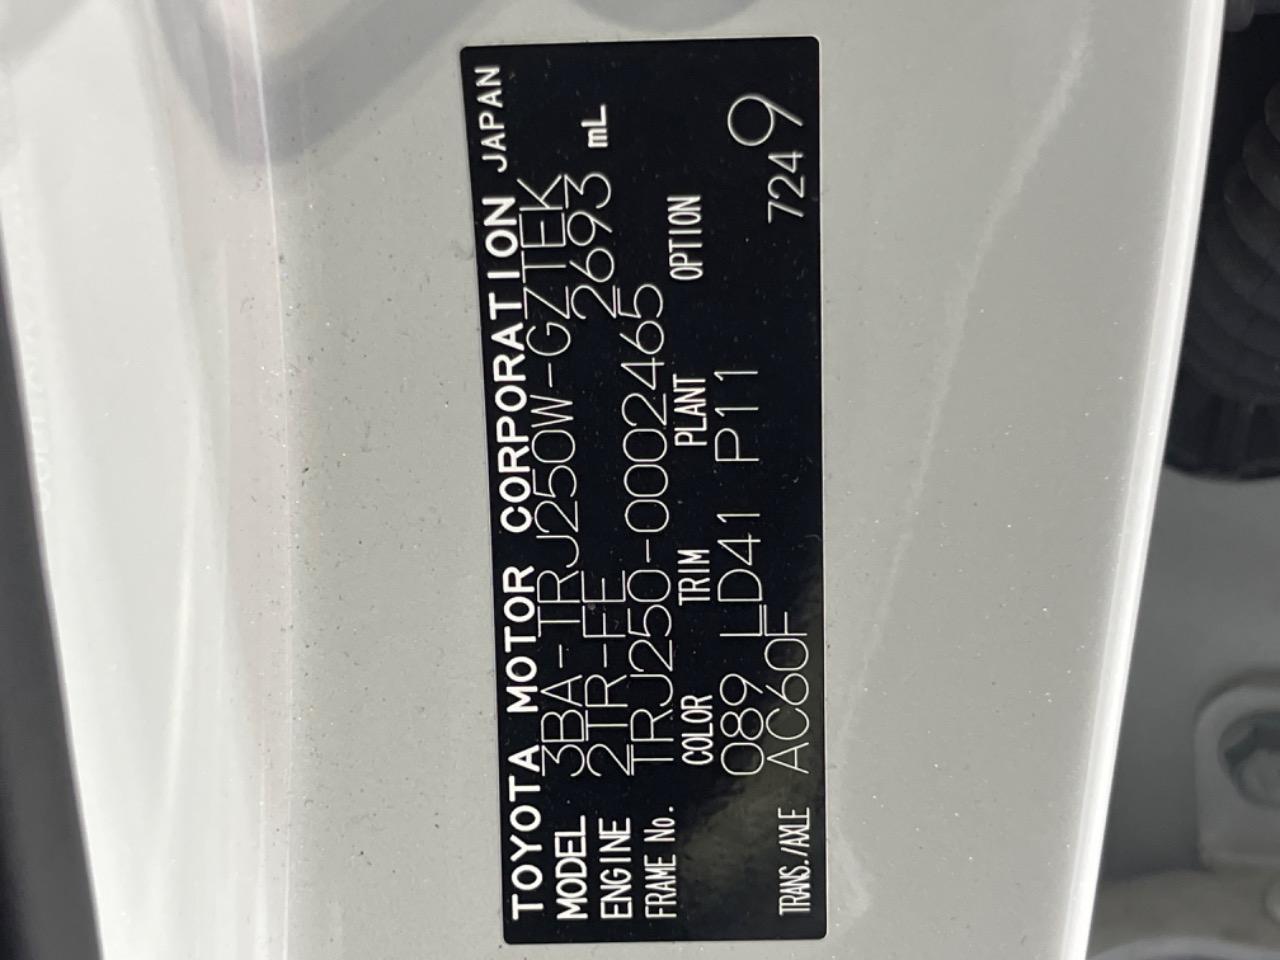 TOYOTA MOTOR CORPORATION JAPAN
MODEL 3BA-TRJ250W-GZTEK
ENGINE 2TR-FE 2693 mL
FRAME No. TRJ250-0002465
COLOR TRIM PLANT OPTION
089 LD41 P11 9
TRANS./AXLE AC60F 7249